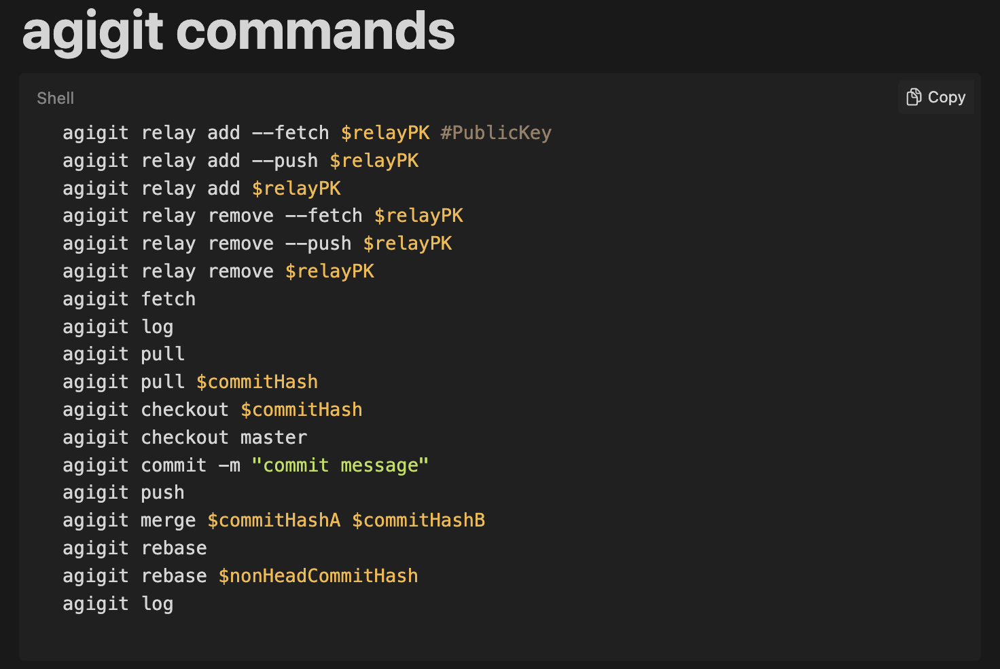 agigit commands
Shell
Copy
agigit relay add --fetch $relayPK #PublicKey
agigit relay add --push $relayPK
agigit relay add $relayPK
agigit relay remove --fetch $relayPK
agigit relay remove --push $relayPK
agigit relay remove $relayPK
agigit fetch
agigit log
agigit pull
agigit pull $commitHash
agigit checkout $commitHash
agigit checkout master
agigit commit -m "commit message"
agigit push
agigit merge $commitHashA $commitHashB
agigit rebase
agigit rebase $nonHeadCommitHash
agigit log